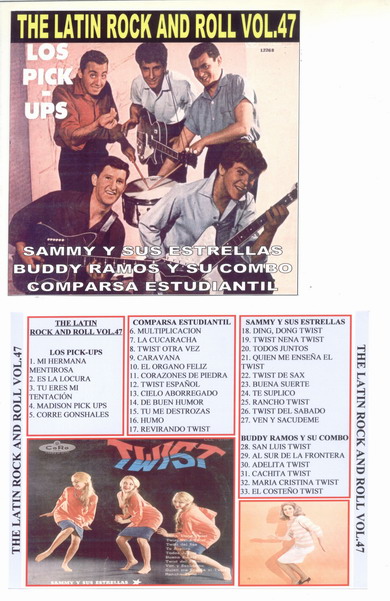 THE LATIN ROCK AND ROLL VOL.47
LOS
PICK-
UPS
13568
SAMMY Y SUS ESTRELLAS
BUDDY RAMOS Y SU COMBO
COMPARSA ESTUDIANTIL
THE LATIN ROCK AND ROLL VOL.47
THE LATIN
ROCK AND ROLL VOL.47
LOS PICK-UPS
1. MI HERMANA
MENTIROSA
2. ES LA LOCURA
3. TU ERES MI
TENTACIÓN
4. MADISON PICK UPS
5. CORRE GONSHALES
COMPARSA ESTUDIANTIL
6. MULTIPLICACION
7. LA CUCARACHA
8. TWIST OTRA VEZ
9. CARAVANA
10. EL ORGANO FELIZ
11. CORAZONES DE PIEDRA
12. TWIST ESPAÑOL
13. CIELO ABORREGADO
14. DE BUEN HUMOR
15. TU ME DESTROZAS
16. HUMO
17. REVIRANDO TWIST
SAMMY Y SUS ESTRELLAS
18. DING, DONG TWIST
19. TWIST NENA TWIST
20. TODOS JUNTOS
21. QUIEN ME ENSEÑA EL
TWIST
22. TWIST DE SAX
23. BUENA SUERTE
24. TE SUPLICO
25. RANCHO TWIST
26. TWIST DEL SABADO
27. VEN Y SACUDEME
BUDDY RAMOS Y SU COMBO
28. SAN LUIS TWIST
29. AL SUR DE LA FRONTERA
30. ADELITA TWIST
31. CACHITA TWIST
32. MARIA CRISTINA TWIST
33. EL COSTEÑO TWIST
THE LATIN ROCK AND ROLL VOL.47
TWIST
TWIST
SAMMY Y SUS ESTRELLAS